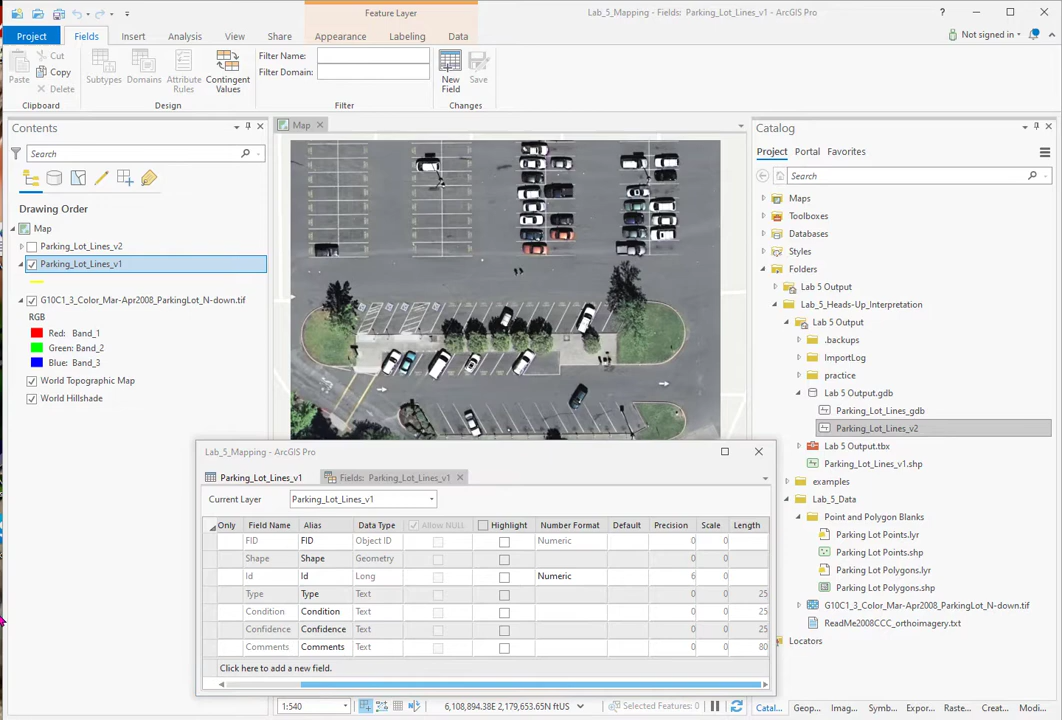 Feature Layer
Lab_5_Mapping - Fields: Parking_Lot_Lines_v1 - ArcGIS Pro
?
Project Fields Insert Analysis View Share Appearance Labeling Data
Not signed in
Paste
Cut
Copy
Delete
Clipboard
Subtypes
Domains
Attribute Rules
Contingent Values
Design
Filter Name:
Filter Domain:
Filter
New Field
Save
Changes
Contents
Search
Drawing Order
Map
Parking_Lot_Lines_v2
Parking_Lot_Lines_v1
G10C1_3_Color_Mar-Apr2008_ParkingLot_N-down.tif
RGB
Red: Band_1
Green: Band_2
Blue: Band_3
World Topographic Map
World Hillshade
Map
Catalog
Project Portal Favorites
Search
Maps
Toolboxes
Databases
Styles
Folders
Lab 5 Output
Lab_5_Heads-Up_Interpretation
Lab 5 Output
.backups
ImportLog
practice
Lab 5 Output.gdb
Parking_Lot_Lines_gdb
Parking_Lot_Lines_v2
Lab 5 Output.tbx
Parking_Lot_Lines_v1.shp
examples
Lab_5_Data
Point and Polygon Blanks
Parking Lot Points.lyr
Parking Lot Points.shp
Parking Lot Polygons.lyr
Parking Lot Polygons.shp
G10C1_3_Color_Mar-Apr2008_ParkingLot_N-down.tif
ReadMe2008CCC_orthoimagery.txt
Locators
Lab_5_Mapping - ArcGIS Pro
Parking_Lot_Lines_v1 Fields: Parking_Lot_Lines_v1
Current Layer Parking_Lot_Lines_v1
Only Field Name Alias Data Type Allow NULL Highlight Number Format Default Precision Scale Length
FID FID Object ID Numeric 0 0
Shape Shape Geometry 0 0
Id Id Long Numeric 6 0
Type Type Text 0 0 25
Condition Condition Text 0 0 25
Confidence Confidence Text 0 0 25
Comments Comments Text 0 0 80
Click here to add a new field.
1:540
6,108,894.38E 2,179,653.65N ftUS
Selected Features: 0
Catal... Geop... Imag... Symb... Expor... Raste... Creat... Modi...